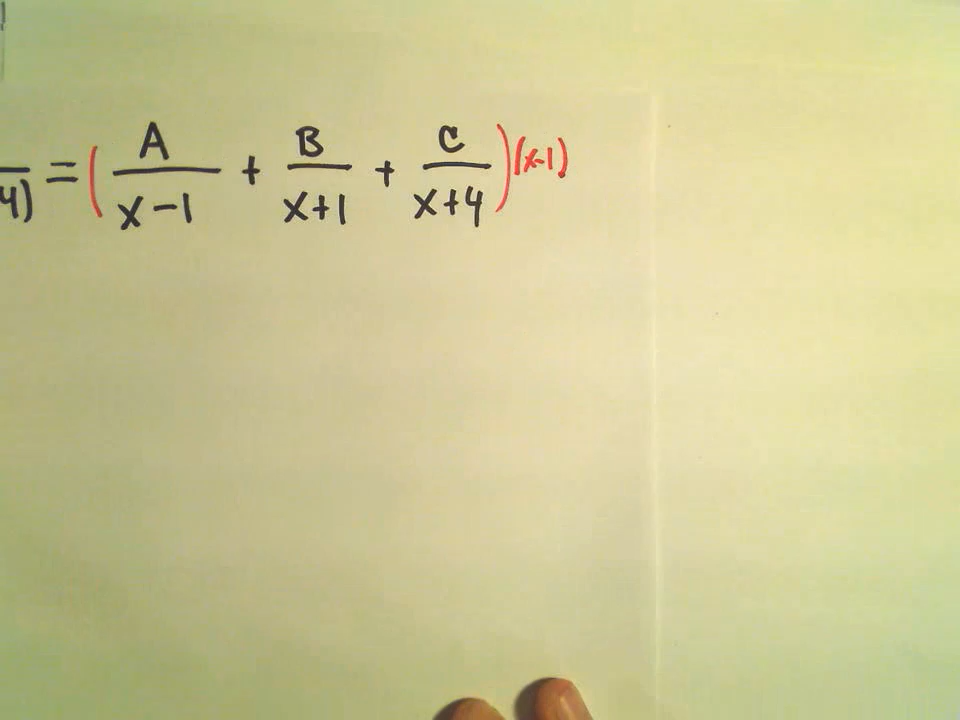 A B C
4) = ( ─── + ─── + ─── ) (x-1)
x-1 x+1 x+4